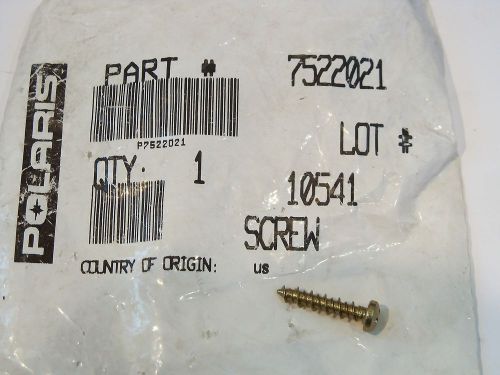 POLARIS
PART # 7522021
P7522021
LOT #
QTY. 1
10541
SCREW
COUNTRY OF ORIGIN: us